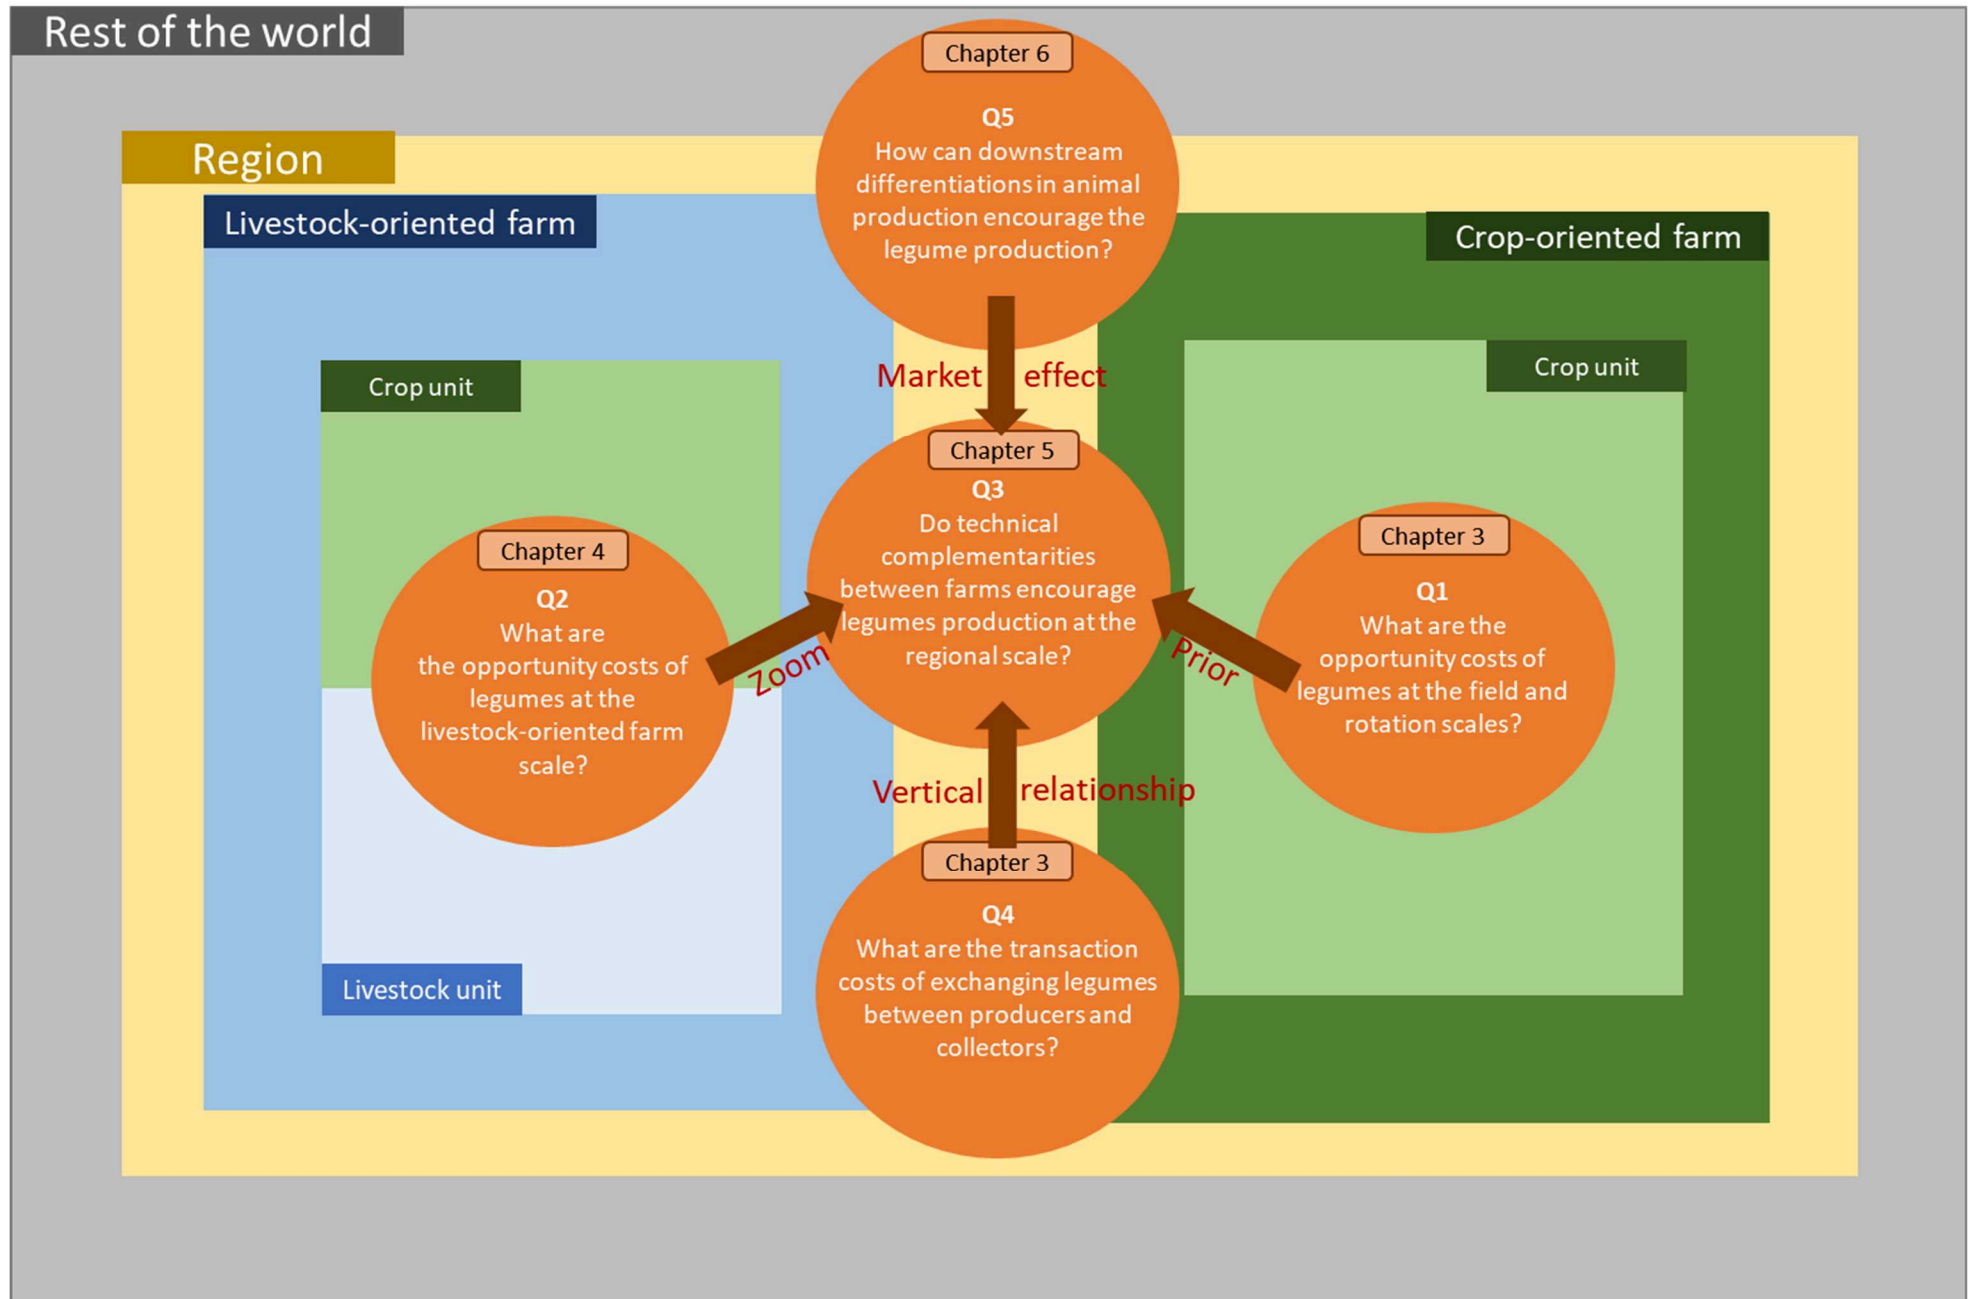 Rest of the world
Chapter 6
Q5
How can downstream
differentiations in animal
production encourage the
legume production?
Region
Livestock-oriented farm
Crop-oriented farm
Market effect
Crop unit
Crop unit
Chapter 5
Q3
Do technical
complementarities
between farms encourage
legumes production at the
regional scale?
Chapter 4
Q2
What are
the opportunity costs of
legumes at the
livestock-oriented farm
scale?
Zoom
Chapter 3
Q1
What are the
opportunity costs of
legumes at the field and
rotation scales?
Prior
Vertical relationship
Chapter 3
Q4
What are the transaction
costs of exchanging legumes
between producers and
collectors?
Livestock unit